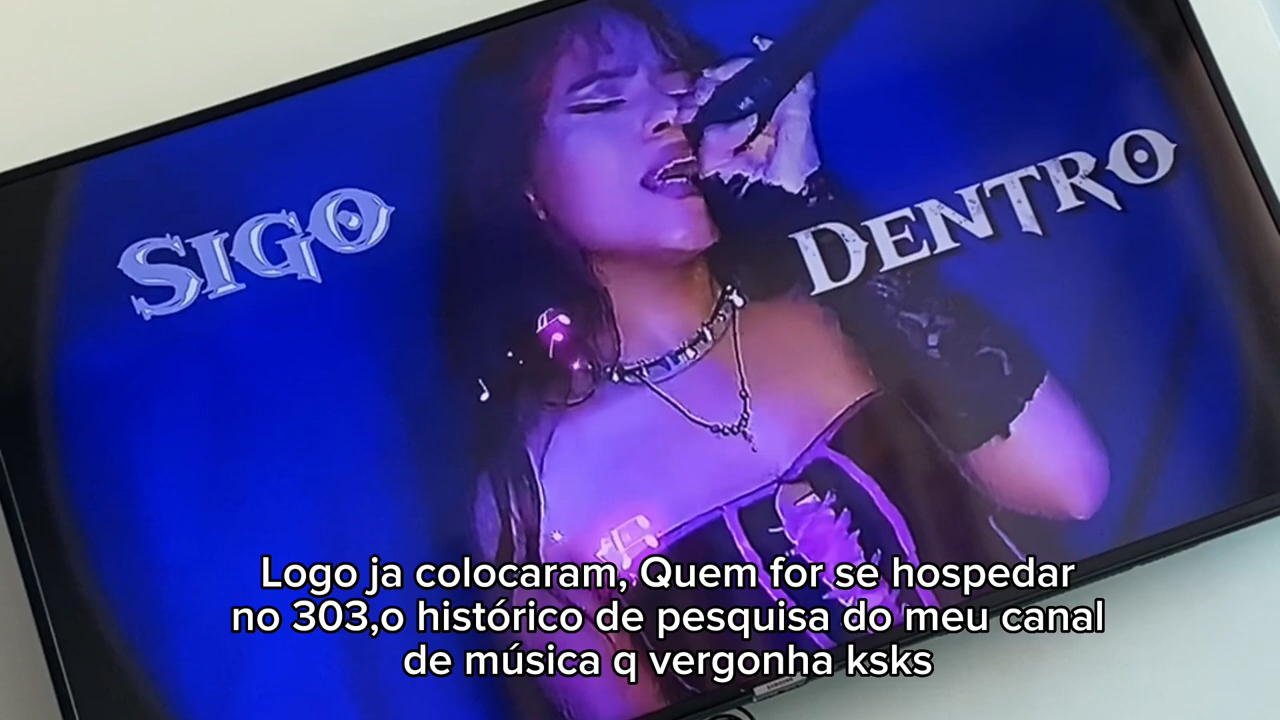 SIGO
DENTRO
Logo ja colocaram, Quem for se hospedar
no 303,o histórico de pesquisa do meu canal
de música q vergonha ksks
SAMSUNG